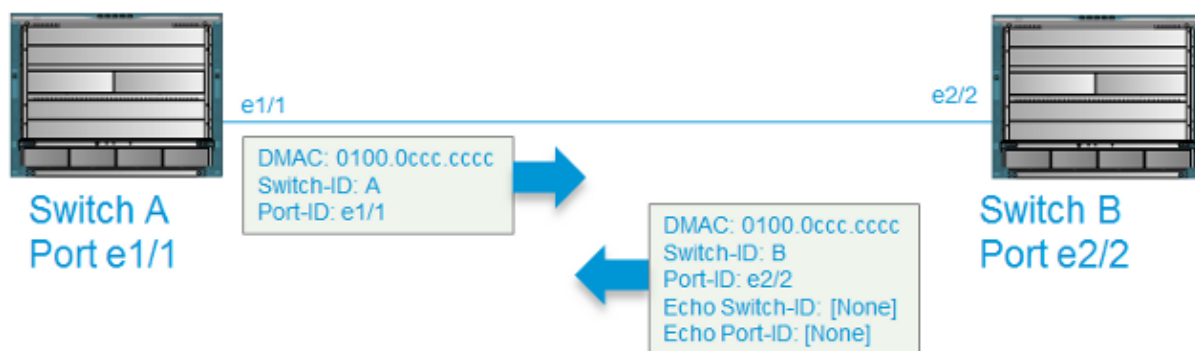 e1/1
e2/2
DMAC: 0100.0ccc.cccc
Switch-ID: A
Port-ID: e1/1
Switch A
Port e1/1
DMAC: 0100.0ccc.cccc
Switch-ID: B
Port-ID: e2/2
Echo Switch-ID: [None]
Echo Port-ID: [None]
Switch B
Port e2/2